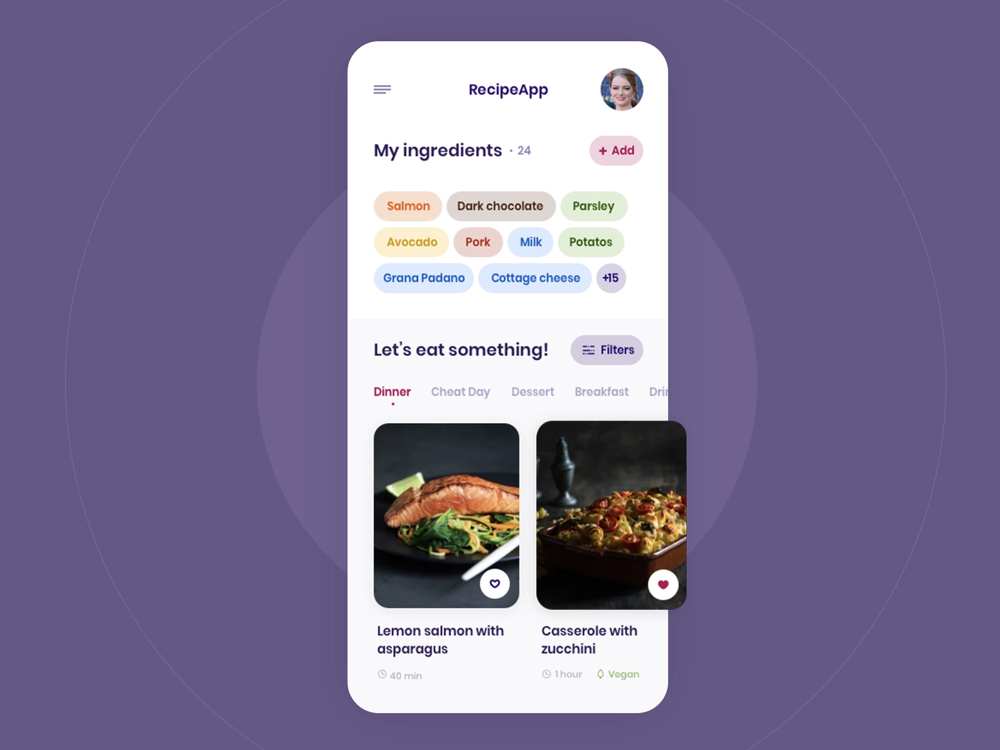 RecipeApp
My ingredients • 24
+ Add
Salmon Dark chocolate Parsley
Avocado Pork Milk Potatos
Grana Padano Cottage cheese +15
Let's eat something!
Filters
Dinner Cheat Day Dessert Breakfast Drin
Lemon salmon with
asparagus
40 min
Casserole with
zucchini
1 hour Vegan